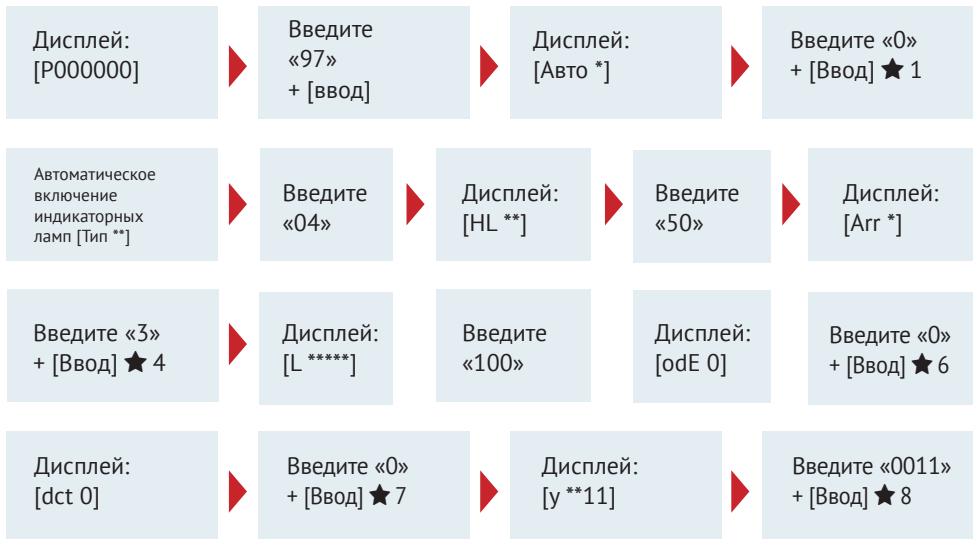 Дисплей:
[P000000]
Введите
«97»
+ [ввод]
Дисплей:
[Авто *]
Введите «0»
+ [Ввод] ★ 1
Автоматическое
включение
индикаторных
ламп [Тип **]
Введите
«04»
Дисплей:
[HL **]
Введите
«50»
Дисплей:
[Arr *]
Введите «3»
+ [Ввод] ★ 4
Дисплей:
[L *****]
Введите
«100»
Дисплей:
[odE 0]
Введите «0»
+ [Ввод] ★ 6
Дисплей:
[dct 0]
Введите «0»
+ [Ввод] ★ 7
Дисплей:
[y **11]
Введите «0011»
+ [Ввод] ★ 8